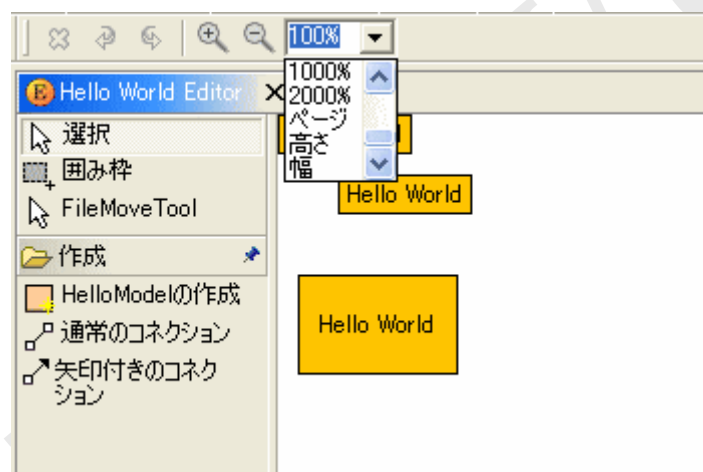 100%
Hello World Editor
1000%
2000%
ページ
高さ
幅
選択
囲み枠
FileMoveTool
作成
HelloModelの作成
通常のコネクション
矢印付きのコネク
ション
Hello World
Hello World